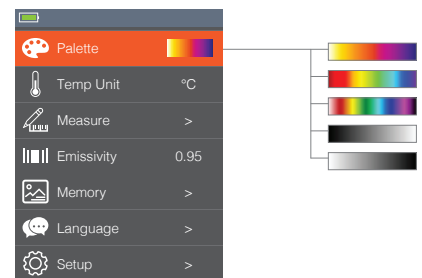 Palette
Temp Unit °C
Measure >
Emissivity 0.95
Memory >
Language >
Setup >